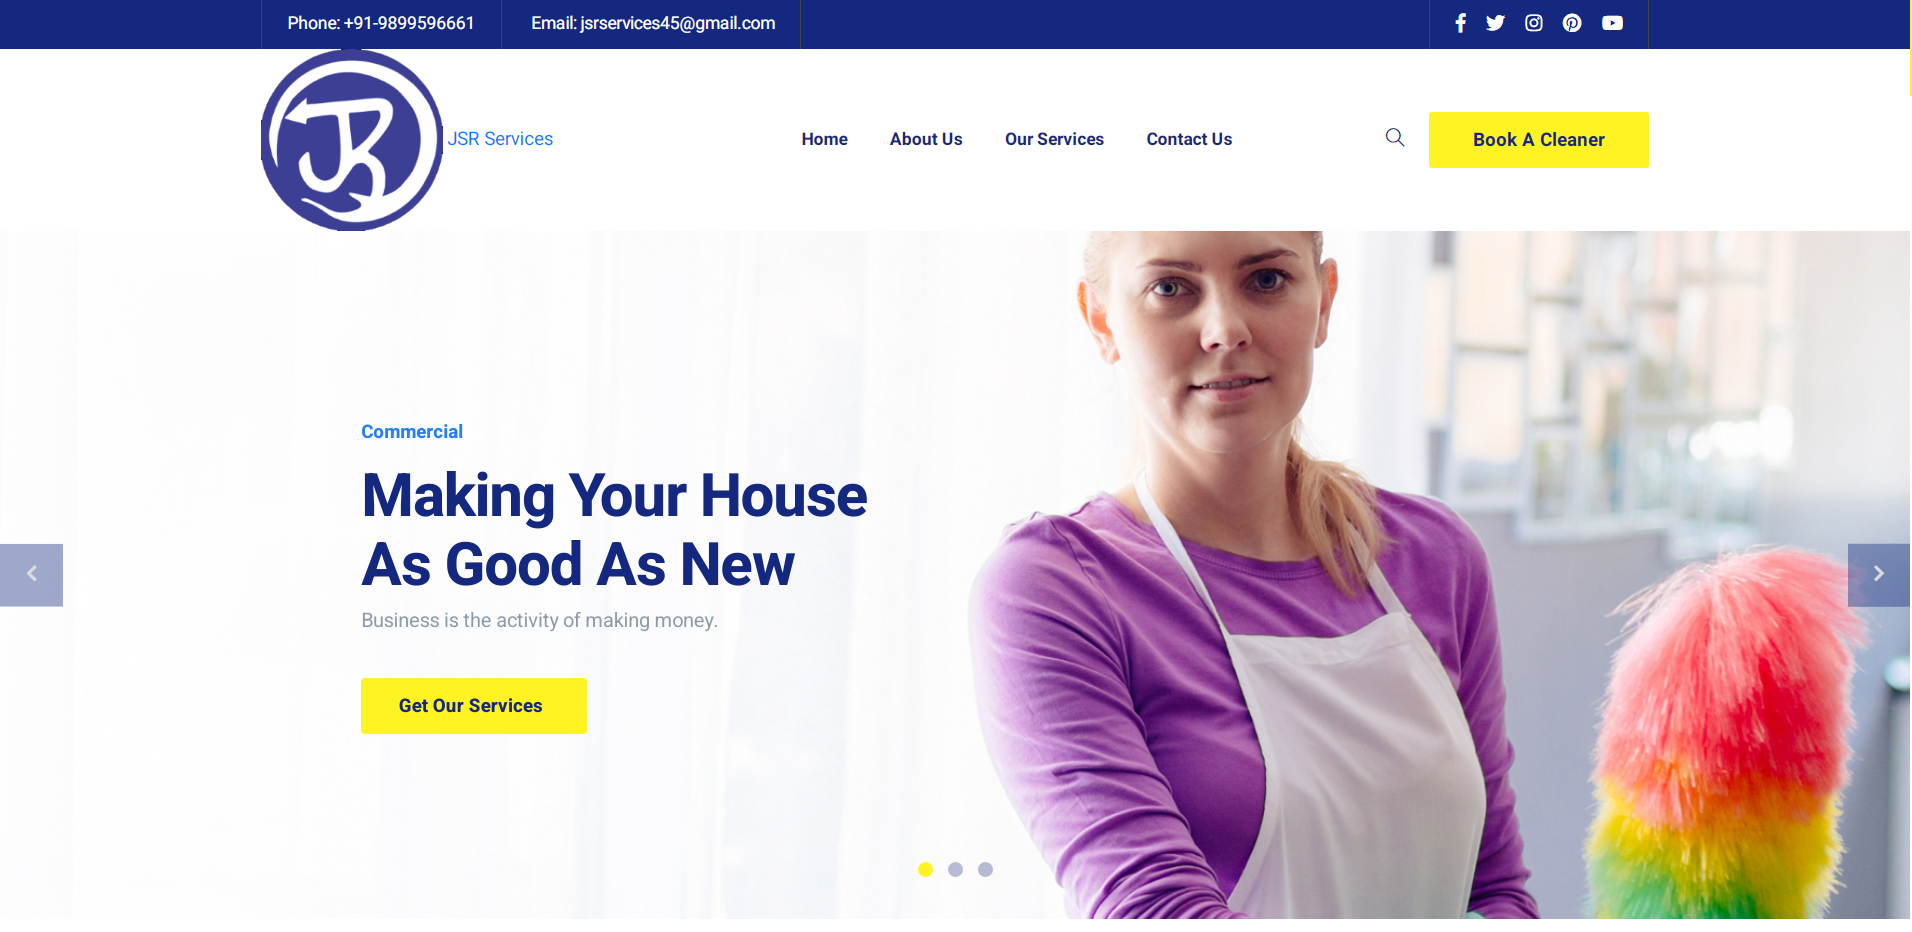 Phone: +91-9899596661
Email: jsrservices45@gmail.com
JSR Services
Home
About Us
Our Services
Contact Us
Book A Cleaner
Commercial
Making Your House
As Good As New
Business is the activity of making money.
Get Our Services